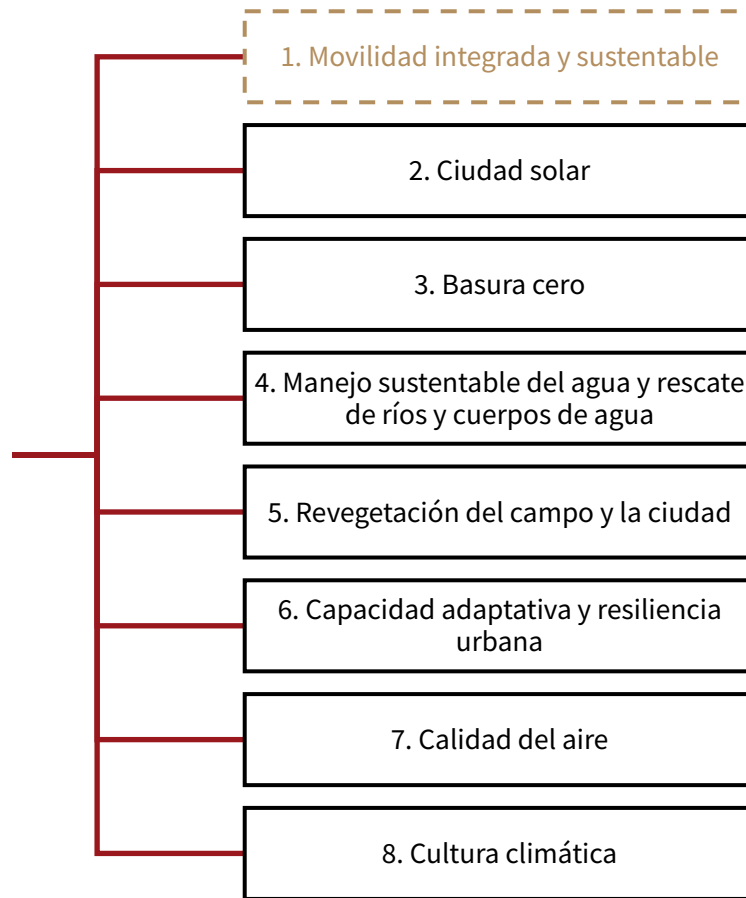 1. Movilidad integrada y sustentable
2. Ciudad solar
3. Basura cero
4. Manejo sustentable del agua y rescate
de ríos y cuerpos de agua
5. Revegetación del campo y la ciudad
6. Capacidad adaptativa y resiliencia
urbana
7. Calidad del aire
8. Cultura climática